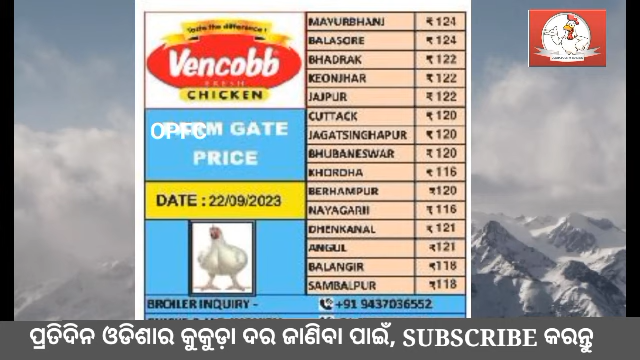 Taste the difference!
Vencobb
FRESH
CHICKEN
FARM GATE
OPFC
PRICE
DATE : 22/09/2023
MAYURBHANJ ₹ 124
BALASORE ₹ 124
BHADRAK ₹ 122
KEONJHAR ₹ 122
JAJPUR ₹ 122
CUTTACK ₹ 120
JAGATSINGHAPUR ₹ 120
BHUBANESWAR ₹ 120
KHORDHA ₹ 116
BERHAMPUR ₹120
NAYAGARH ₹ 116
DHENKANAL ₹ 121
ANGUL ₹121
BALANGIR ₹118
SAMBALPUR ₹118
BROILER INQUIRY - +91 9437036552
ପ୍ରତିଦିନ ଓଡିଶାର କୁକୁଡ଼ା ଦର ଜାଣିବା ପାଇଁ, SUBSCRIBE କରନ୍ତୁ